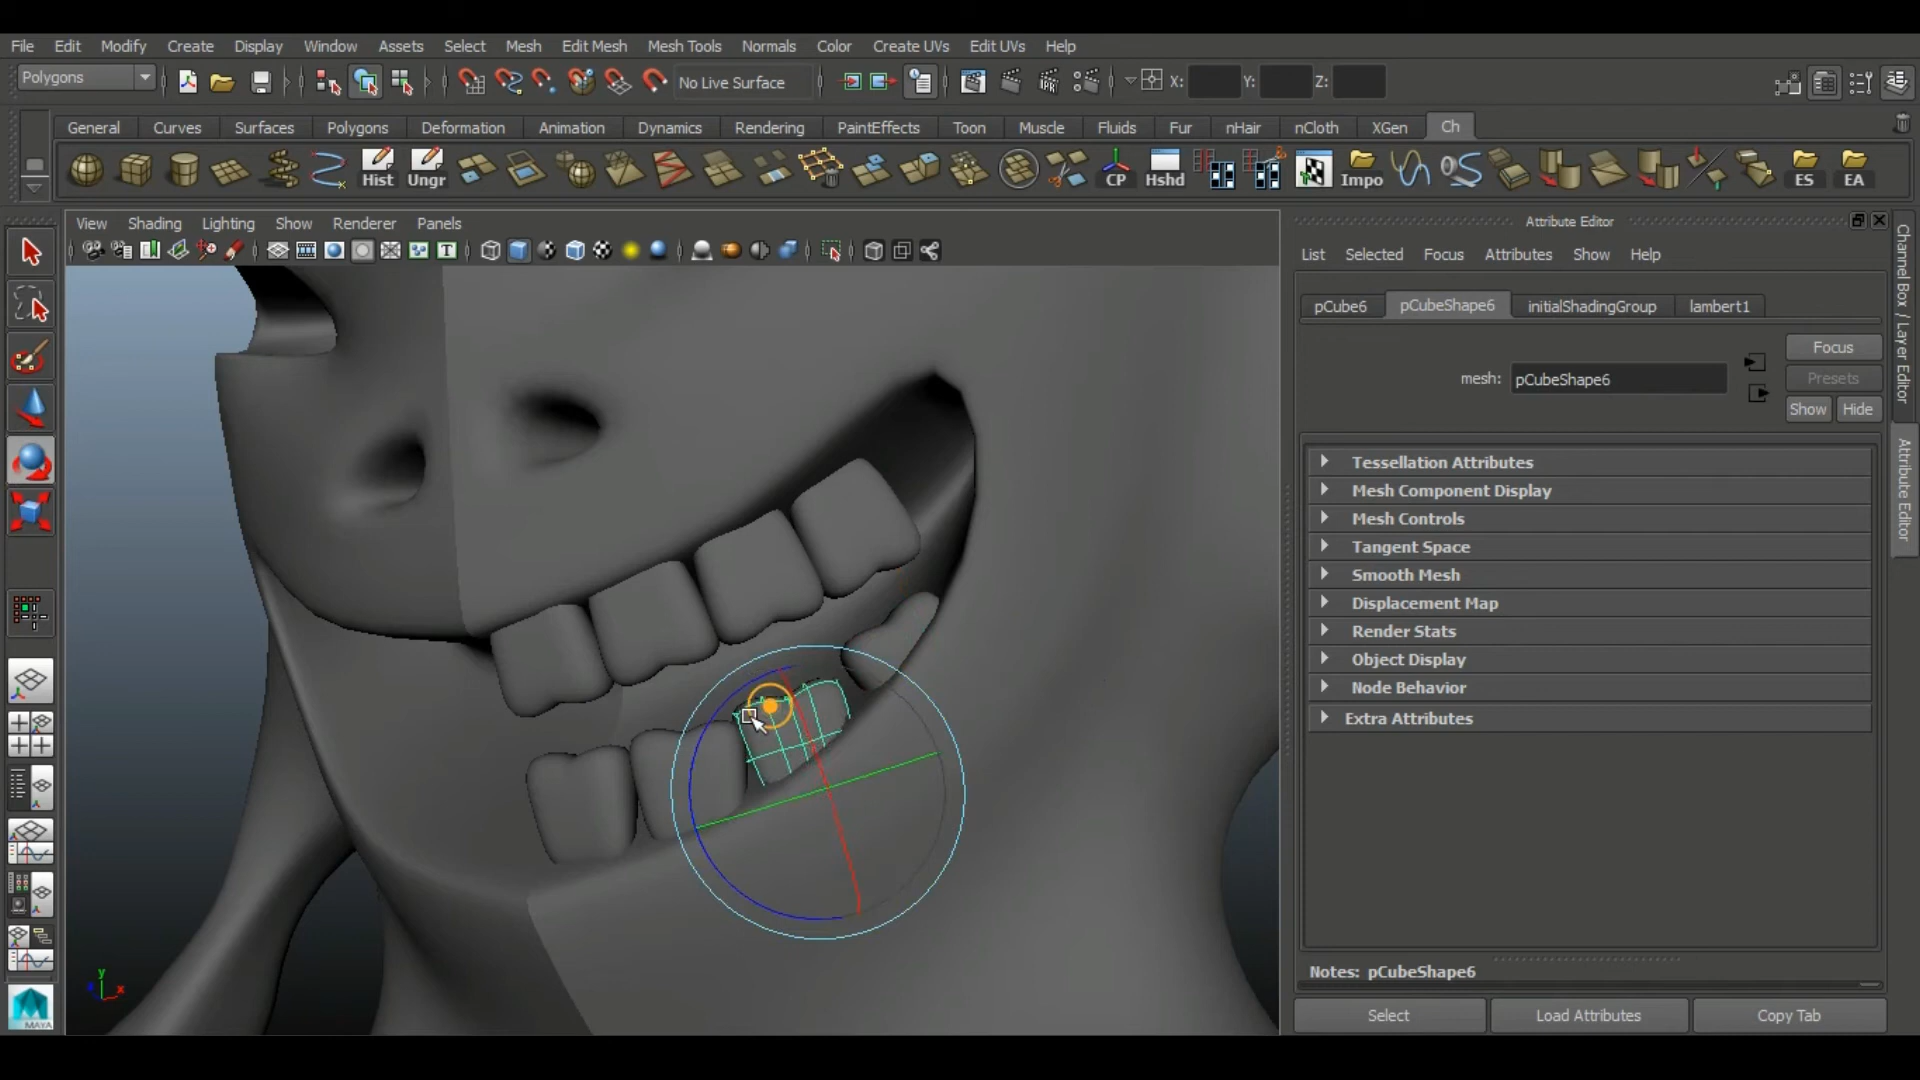 File Edit Modify Create Display Window Assets Select Mesh Edit Mesh Mesh Tools Normals Color Create UVs Edit UVs Help
Polygons No Live Surface X: Y: Z:
General Curves Surfaces Polygons Deformation Animation Dynamics Rendering PaintEffects Toon Muscle Fluids Fur nHair nCloth XGen Ch
Hist Ungr CP Hshd Impo ES EA
View Shading Lighting Show Renderer Panels
T
Attribute Editor
List Selected Focus Attributes Show Help
pCube6 pCubeShape6 initialShadingGroup lambert1
Focus
mesh: pCubeShape6 Presets
Show Hide
Tessellation Attributes
Mesh Component Display
Mesh Controls
Tangent Space
Smooth Mesh
Displacement Map
Render Stats
Object Display
Node Behavior
Extra Attributes
Notes: pCubeShape6
Select Load Attributes Copy Tab
Channel Box / Layer Editor
Attribute Editor
y
x
MAYA